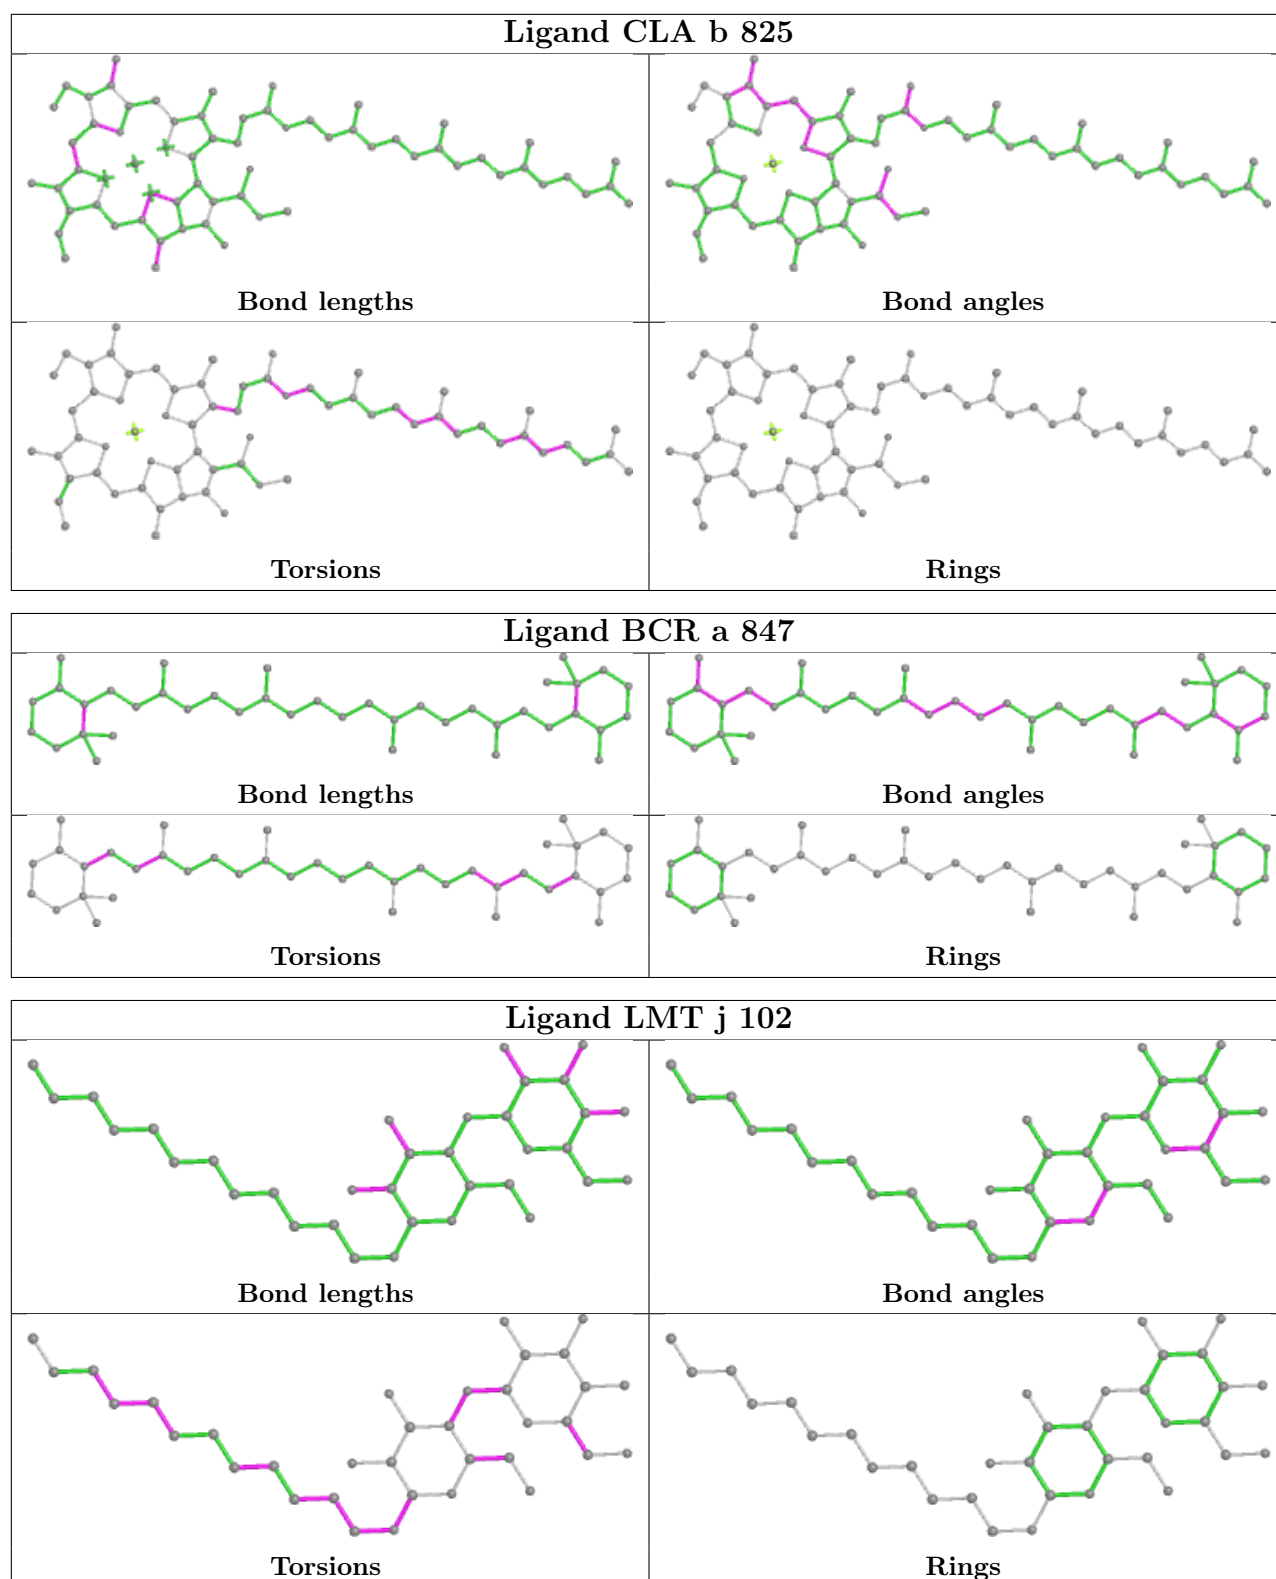 Ligand CLA b 825
Bond lengths
Bond angles
Torsions
Rings
Ligand BCR a 847
Bond lengths
Bond angles
Torsions
Rings
Ligand LMT j 102
Bond lengths
Bond angles
Torsions
Rings